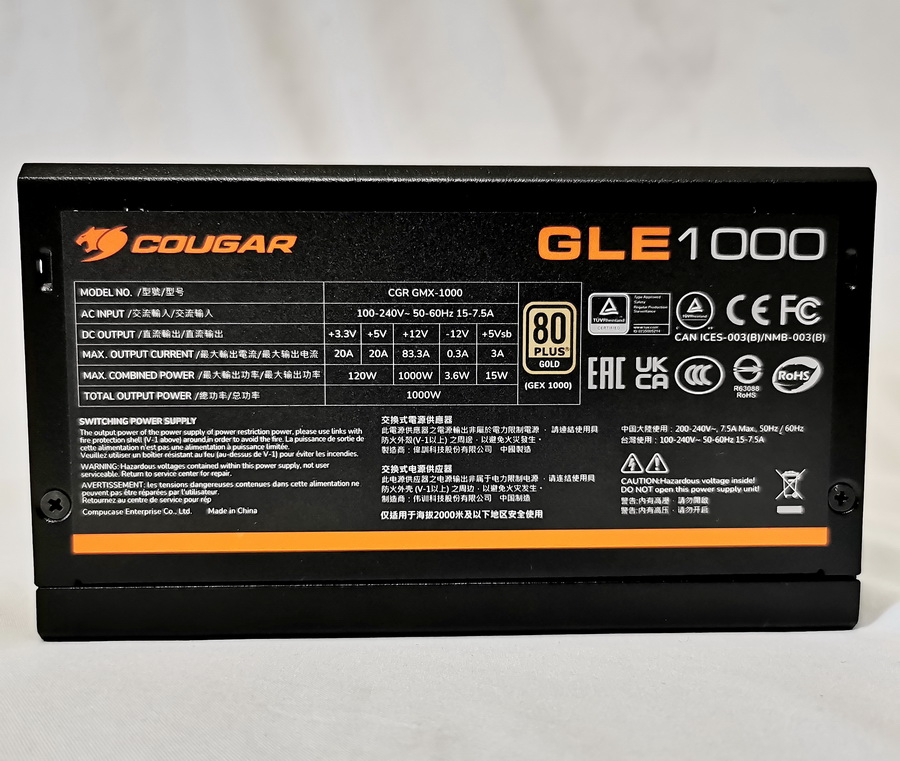 COUGAR
GLE1000
MODEL NO. /型號/型号 CGR GMX-1000
AC INPUT /交流輸入/交流输入 100-240V~ 50-60Hz 15-7.5A
DC OUTPUT /直流輸出/直流输出 +3.3V +5V +12V -12V +5Vsb
MAX. OUTPUT CURRENT /最大輸出電流/最大输出电流 20A 20A 83.3A 0.3A 3A
MAX. COMBINED POWER /最大輸出功率/最大输出功率 120W 1000W 3.6W 15W
TOTAL OUTPUT POWER /總功率/总功率 1000W
80
PLUS
GOLD
(GEX 1000)
TÜVRheinland
CERTIFIED
Type Approved
Safety
Regular Production
Surveillance
www.tuv.com
TÜVRheinland
CE FC
CAN ICES-003(B)/NMB-003(B)
EAC UK
CA
CCC
R63088
RoHS
RoHS
SWITCHING POWER SUPPLY
The output power of the power supply of power restriction power, please use links with
fire protection shell (V-1 above) around,in order to avoid the fire. La puissance de sortie de
cette alimentation n'est pas une alimentation à puissance limitée.
Veuillez utiliser un boîtier résistant au feu (au-dessus de V-1) pour éviter les incendies.
WARNING: Hazardous voltages contained within this power supply, not user
serviceable. Return to service center for repair.
AVERTISSEMENT: les tensions dangereuses contenues dans cette alimentation ne
peuvent pas être réparées par l'utilisateur.
Retournez au centre de service pour rép
Compucase Enterprise Co., Ltd. Made in China
交換式電源供應器
此電源供應器之電源輸出非屬於電力限制電源，請連結使用具
防火外殼(V-1以上)之周邊，以避免火災發生。
製造商：偉訓科技股份有限公司 中國製造
交换式电源供应器
此电源供应器之电源输出非属于电力限制电源，请连结使用具
防火外壳 (V-1以上) 之周边，以避免火灾发生。
制造商：伟训科技股份有限公司 中国制造
仅适用于海拔2000米及以下地区安全使用
中國大陸使用：200-240V~, 7.5A Max., 50Hz / 60Hz
台灣使用：100-240V~ 50-60Hz 15-7.5A
CAUTION:Hazardous voltage inside!
DO NOT open this power supply unit!
警告:内有高壓，請勿開啟
警告:内有高压，请勿开启